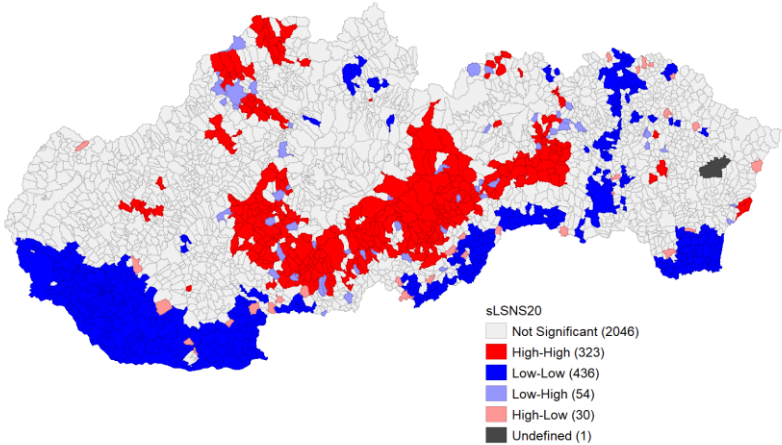 sLSNS20
Not Significant (2046)
High-High (323)
Low-Low (436)
Low-High (54)
High-Low (30)
Undefined (1)